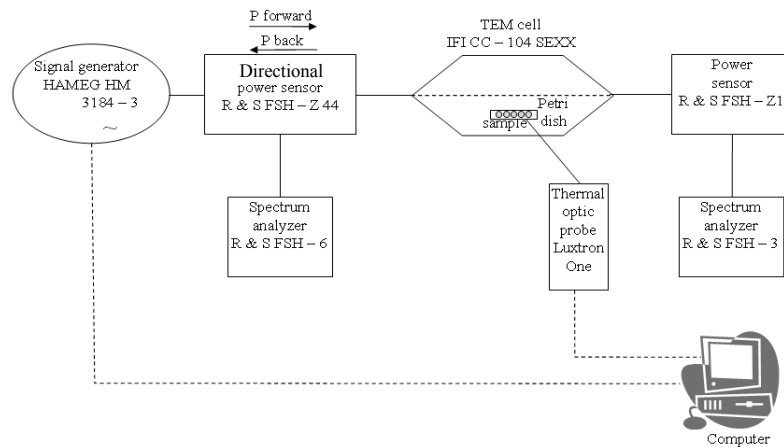 P forward
P back
TEM cell
IFI CC – 104 SEXX
Signal generator
HAMEG HM
3184 – 3
~
Directional
power sensor
R & S FSH – Z 44
Petri
dish
sample
Power
sensor
R & S FSH – Z1
Spectrum
analyzer
R & S FSH – 6
Thermal
optic
probe
Luxtron
One
Spectrum
analyzer
R & S FSH – 3
Computer